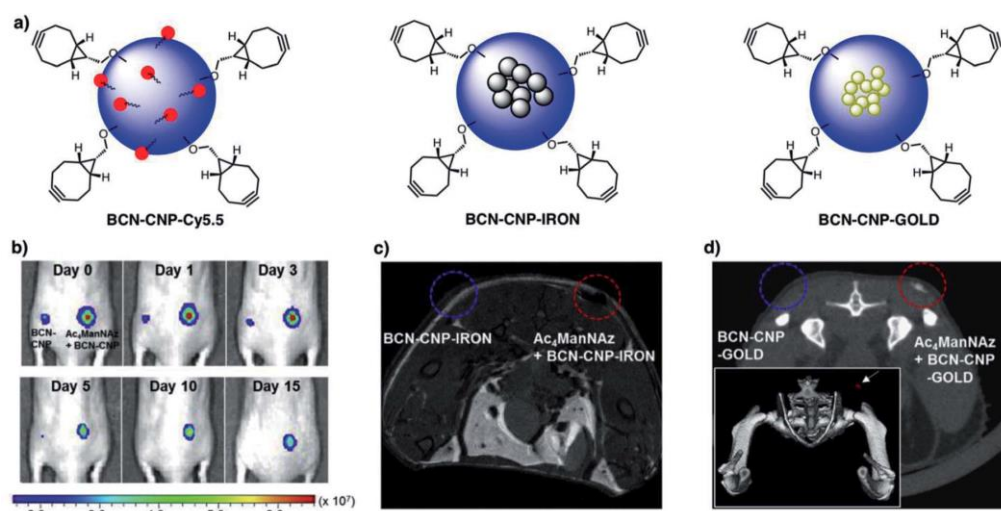 a)
H
H
O
O
H
H
O
O
H
H
H
H
BCN-CNP-Cy5.5
H
H
O
O
H
H
O
O
H
H
H
H
BCN-CNP-IRON
H
H
O
O
H
H
O
O
H
H
H
H
BCN-CNP-GOLD
b)
Day 0
Day 1
Day 3
BCN-
CNP
Ac4ManNAz
+ BCN-CNP
Day 5
Day 10
Day 15
(x 10⁷)
c)
BCN-CNP-IRON
Ac₄ManNAz
+ BCN-CNP-IRON
d)
BCN-CNP
-GOLD
Ac₄ManNAz
+ BCN-CNP
-GOLD